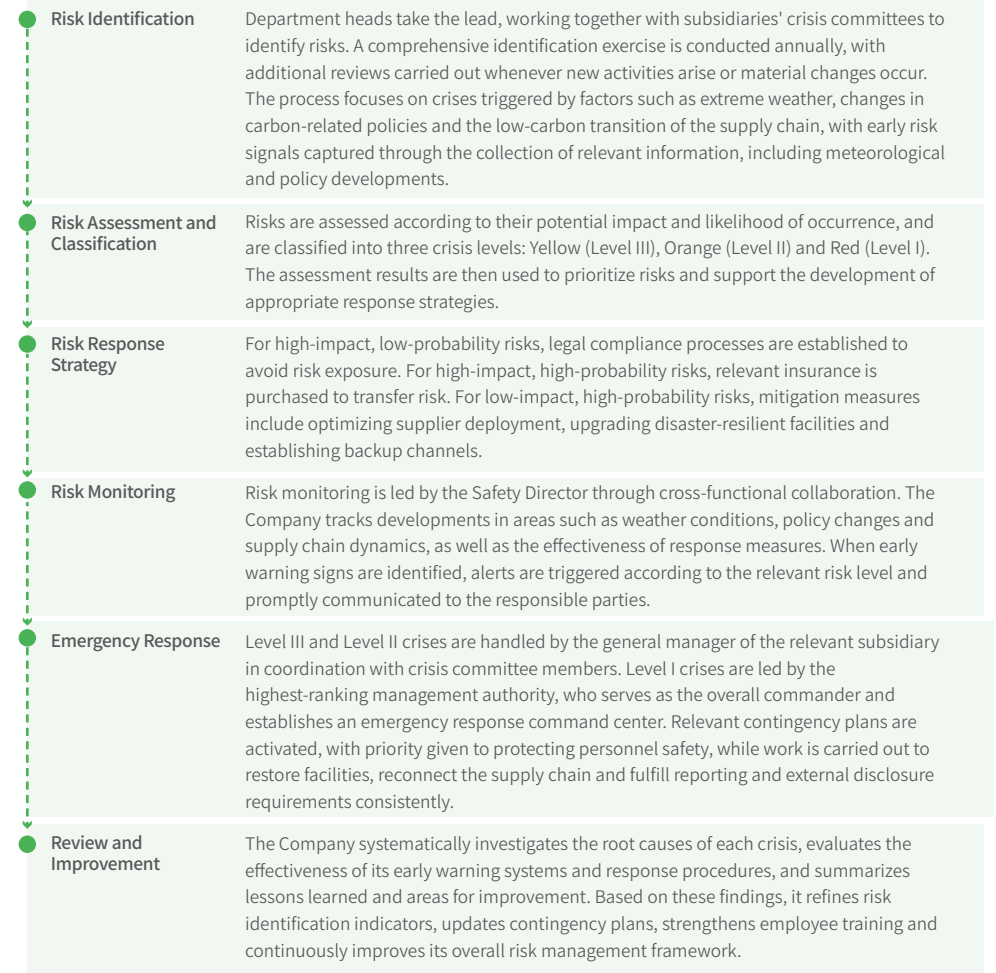 Risk Identification
Department heads take the lead, working together with subsidiaries' crisis committees to
identify risks. A comprehensive identification exercise is conducted annually, with
additional reviews carried out whenever new activities arise or material changes occur.
The process focuses on crises triggered by factors such as extreme weather, changes in
carbon-related policies and the low-carbon transition of the supply chain, with early risk
signals captured through the collection of relevant information, including meteorological
and policy developments.
Risk Assessment and
Classification
Risks are assessed according to their potential impact and likelihood of occurrence, and
are classified into three crisis levels: Yellow (Level III), Orange (Level II) and Red (Level I).
The assessment results are then used to prioritize risks and support the development of
appropriate response strategies.
Risk Response
Strategy
For high-impact, low-probability risks, legal compliance processes are established to
avoid risk exposure. For high-impact, high-probability risks, relevant insurance is
purchased to transfer risk. For low-impact, high-probability risks, mitigation measures
include optimizing supplier deployment, upgrading disaster-resilient facilities and
establishing backup channels.
Risk Monitoring
Risk monitoring is led by the Safety Director through cross-functional collaboration. The
Company tracks developments in areas such as weather conditions, policy changes and
supply chain dynamics, as well as the effectiveness of response measures. When early
warning signs are identified, alerts are triggered according to the relevant risk level and
promptly communicated to the responsible parties.
Emergency Response
Level III and Level II crises are handled by the general manager of the relevant subsidiary
in coordination with crisis committee members. Level I crises are led by the
highest-ranking management authority, who serves as the overall commander and
establishes an emergency response command center. Relevant contingency plans are
activated, with priority given to protecting personnel safety, while work is carried out to
restore facilities, reconnect the supply chain and fulfill reporting and external disclosure
requirements consistently.
Review and
Improvement
The Company systematically investigates the root causes of each crisis, evaluates the
effectiveness of its early warning systems and response procedures, and summarizes
lessons learned and areas for improvement. Based on these findings, it refines risk
identification indicators, updates contingency plans, strengthens employee training and
continuously improves its overall risk management framework.